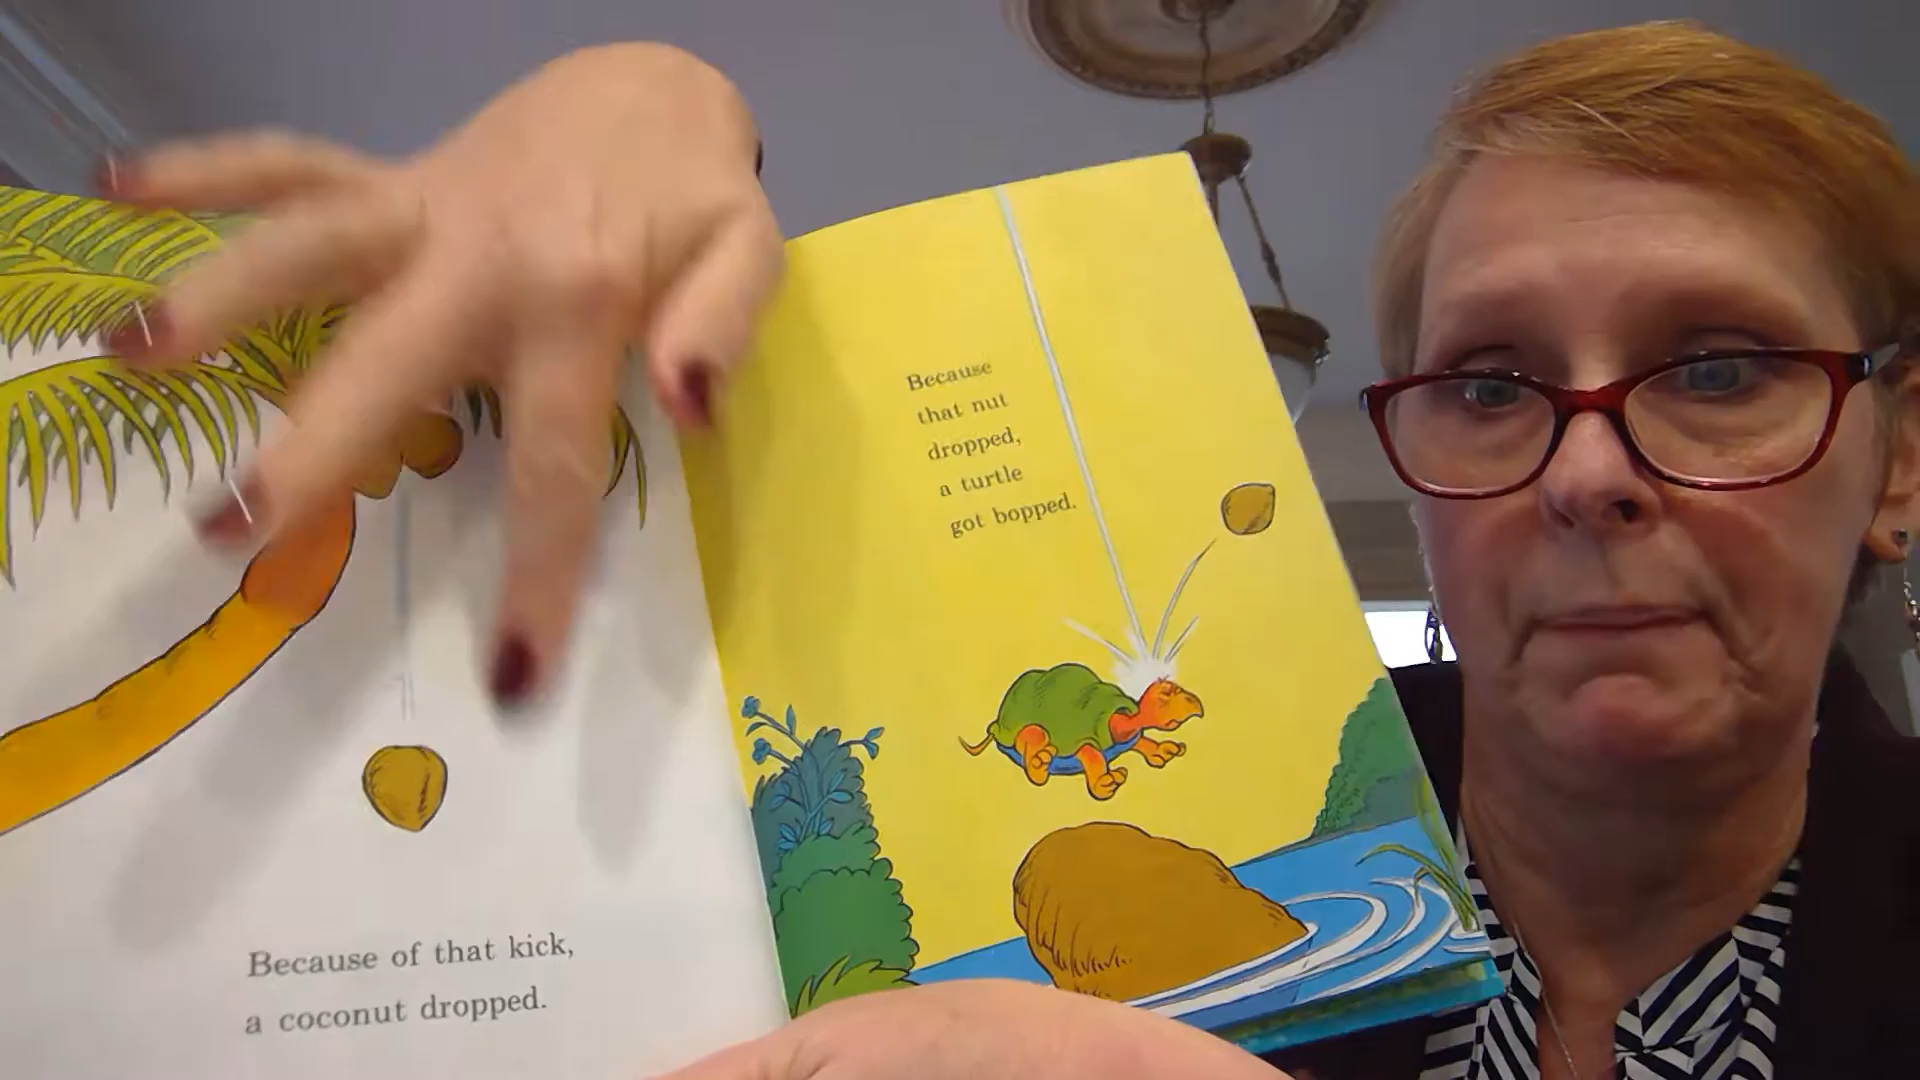 Because of that kick,
a coconut dropped.
Because
that nut
dropped,
a turtle
got bopped.